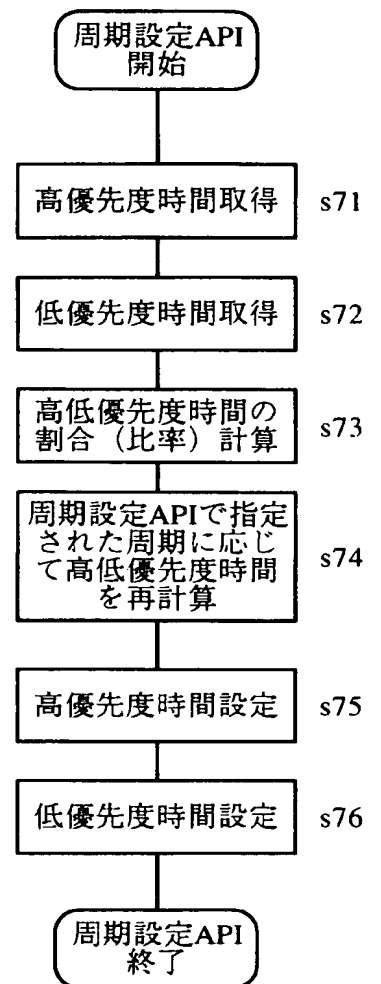 周期設定API
開始
高優先度時間取得
s71
低優先度時間取得
s72
高低優先度時間の
割合（比率）計算
s73
周期設定APIで指定
された周期に応じ
て高低優先度時間
を再計算
s74
高優先度時間設定
s75
低優先度時間設定
s76
周期設定API
終了